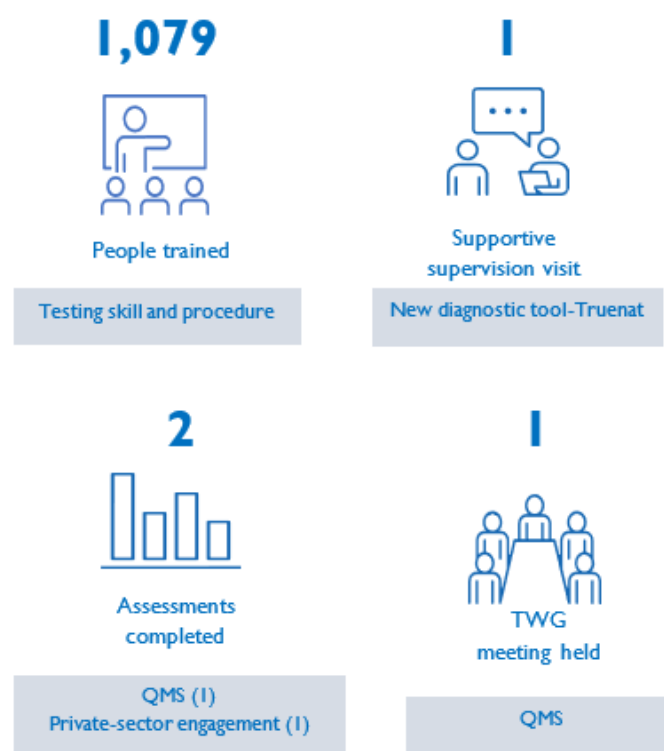 1,079
People trained
Testing skill and procedure
1
Supportive
supervision visit
New diagnostic tool-Truenat
2
Assessments
completed
QMS (1)
Private-sector engagement (1)
1
TWG
meeting held
QMS